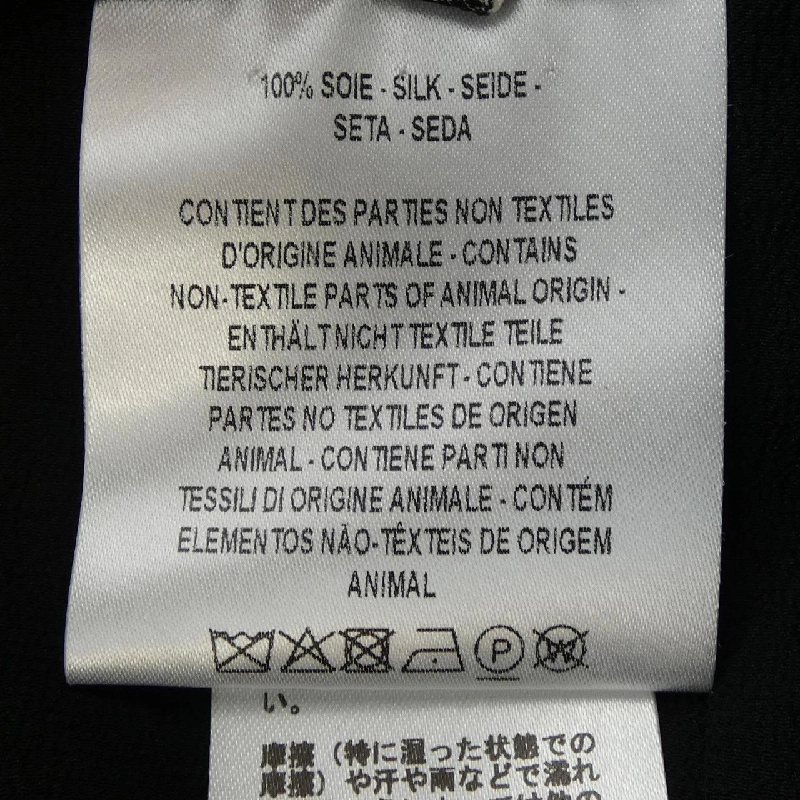 100% SOIE - SILK - SEIDE -
SETA - SEDA
CONTIENT DES PARTIES NON TEXTILES
D'ORIGINE ANIMALE - CONTAINS
NON-TEXTILE PARTS OF ANIMAL ORIGIN -
ENTHÄLT NICHT TEXTILE TEILE
TIERISCHER HERKUNFT - CONTIENE
PARTES NO TEXTILES DE ORIGEN
ANIMAL - CONTIENE PARTI NON
TESSILI DI ORIGINE ANIMALE - CONTÉM
ELEMENTOS NÃO-TÊXTEIS DE ORIGEM
ANIMAL
P W
い。
摩擦（特に湿った状態での
摩擦）や汗や雨などで濡れ